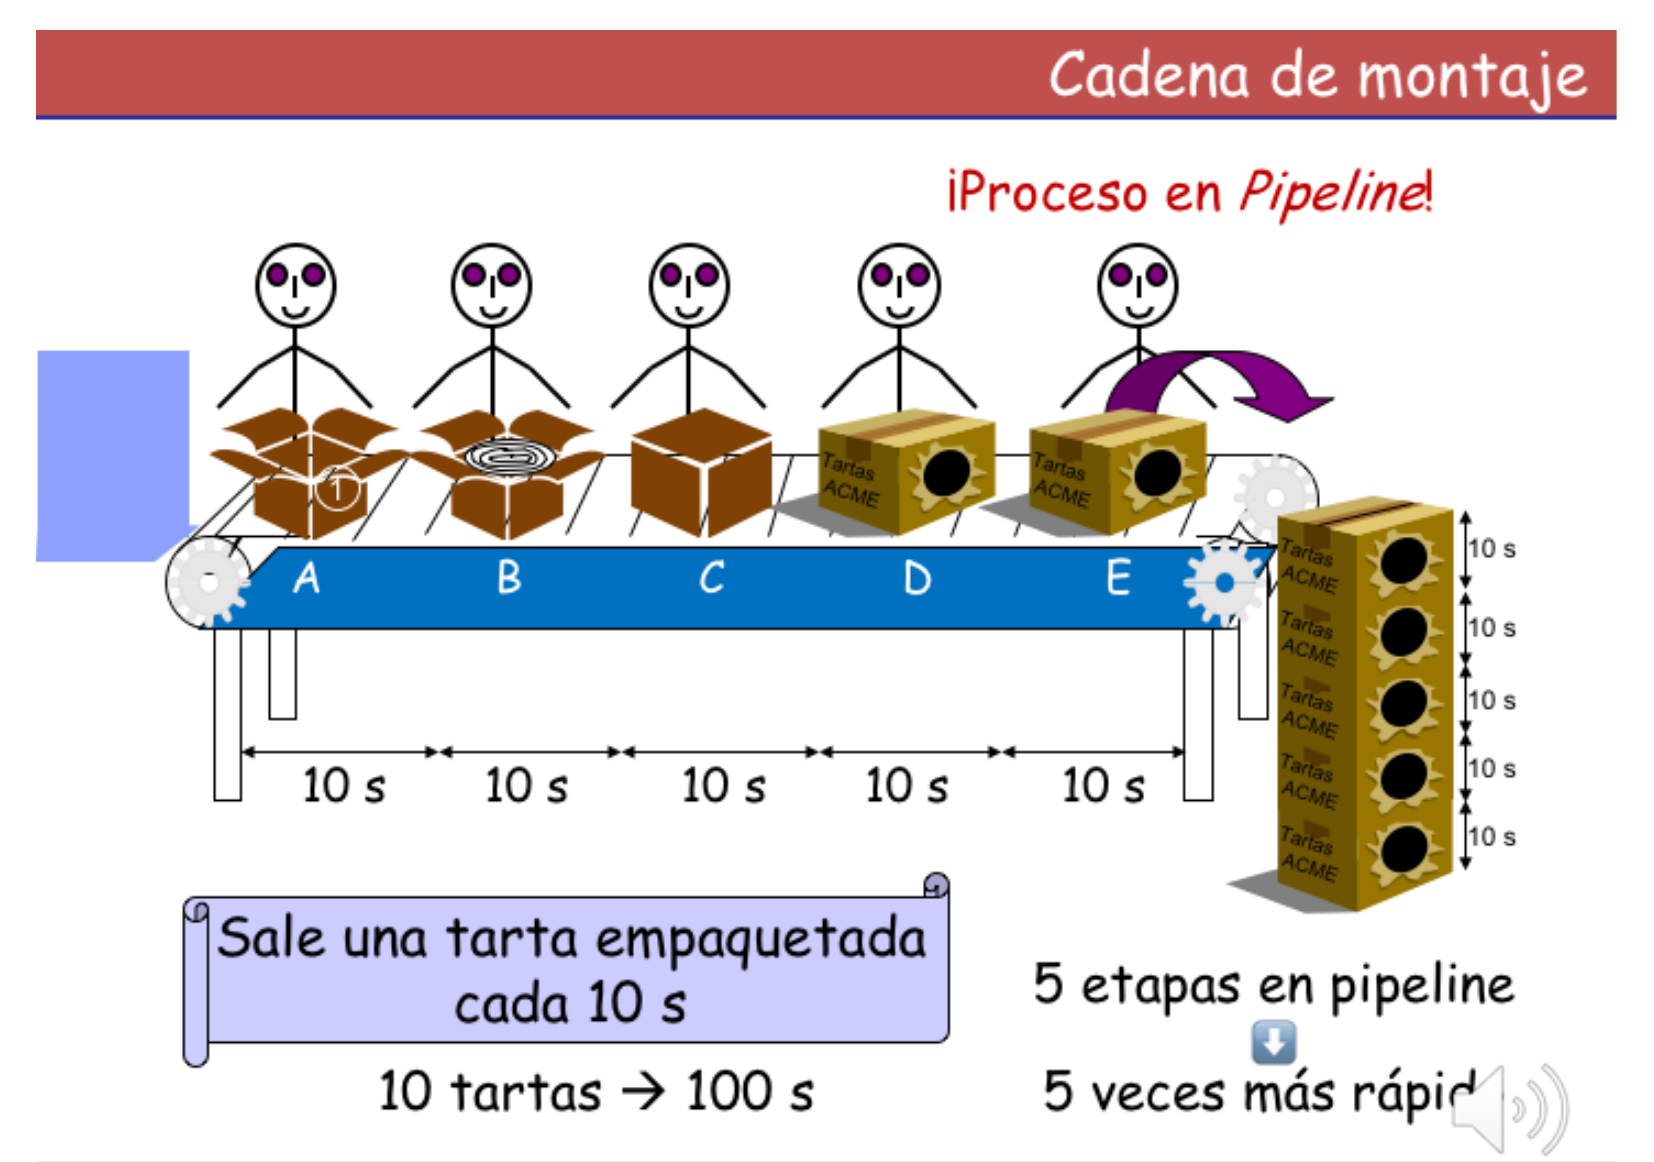 Cadena de montaje
¡Proceso en Pipeline!
1
Tartas
ACME
Tartas
ACME
A
B
C
D
E
Tartas
ACME
Tartas
ACME
Tartas
ACME
Tartas
ACME
Tartas
ACME
10 s
10 s
10 s
10 s
10 s
10 s
10 s
10 s
10 s
10 s
Sale una tarta empaquetada
cada 10 s
10 tartas → 100 s
5 etapas en pipeline
5 veces más rápid